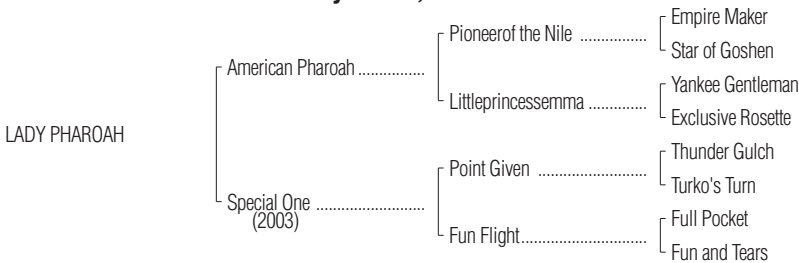 Empire Maker
Pioneerof the Nile ................
Star of Goshen
American Pharoah ................
Yankee Gentleman
Littleprincessemma ..............
Exclusive Rosette
LADY PHAROAH
Thunder Gulch
Point Given ..........................
Turko's Turn
Special One ..........................
(2003)
Full Pocket
Fun Flight..............................
Fun and Tears